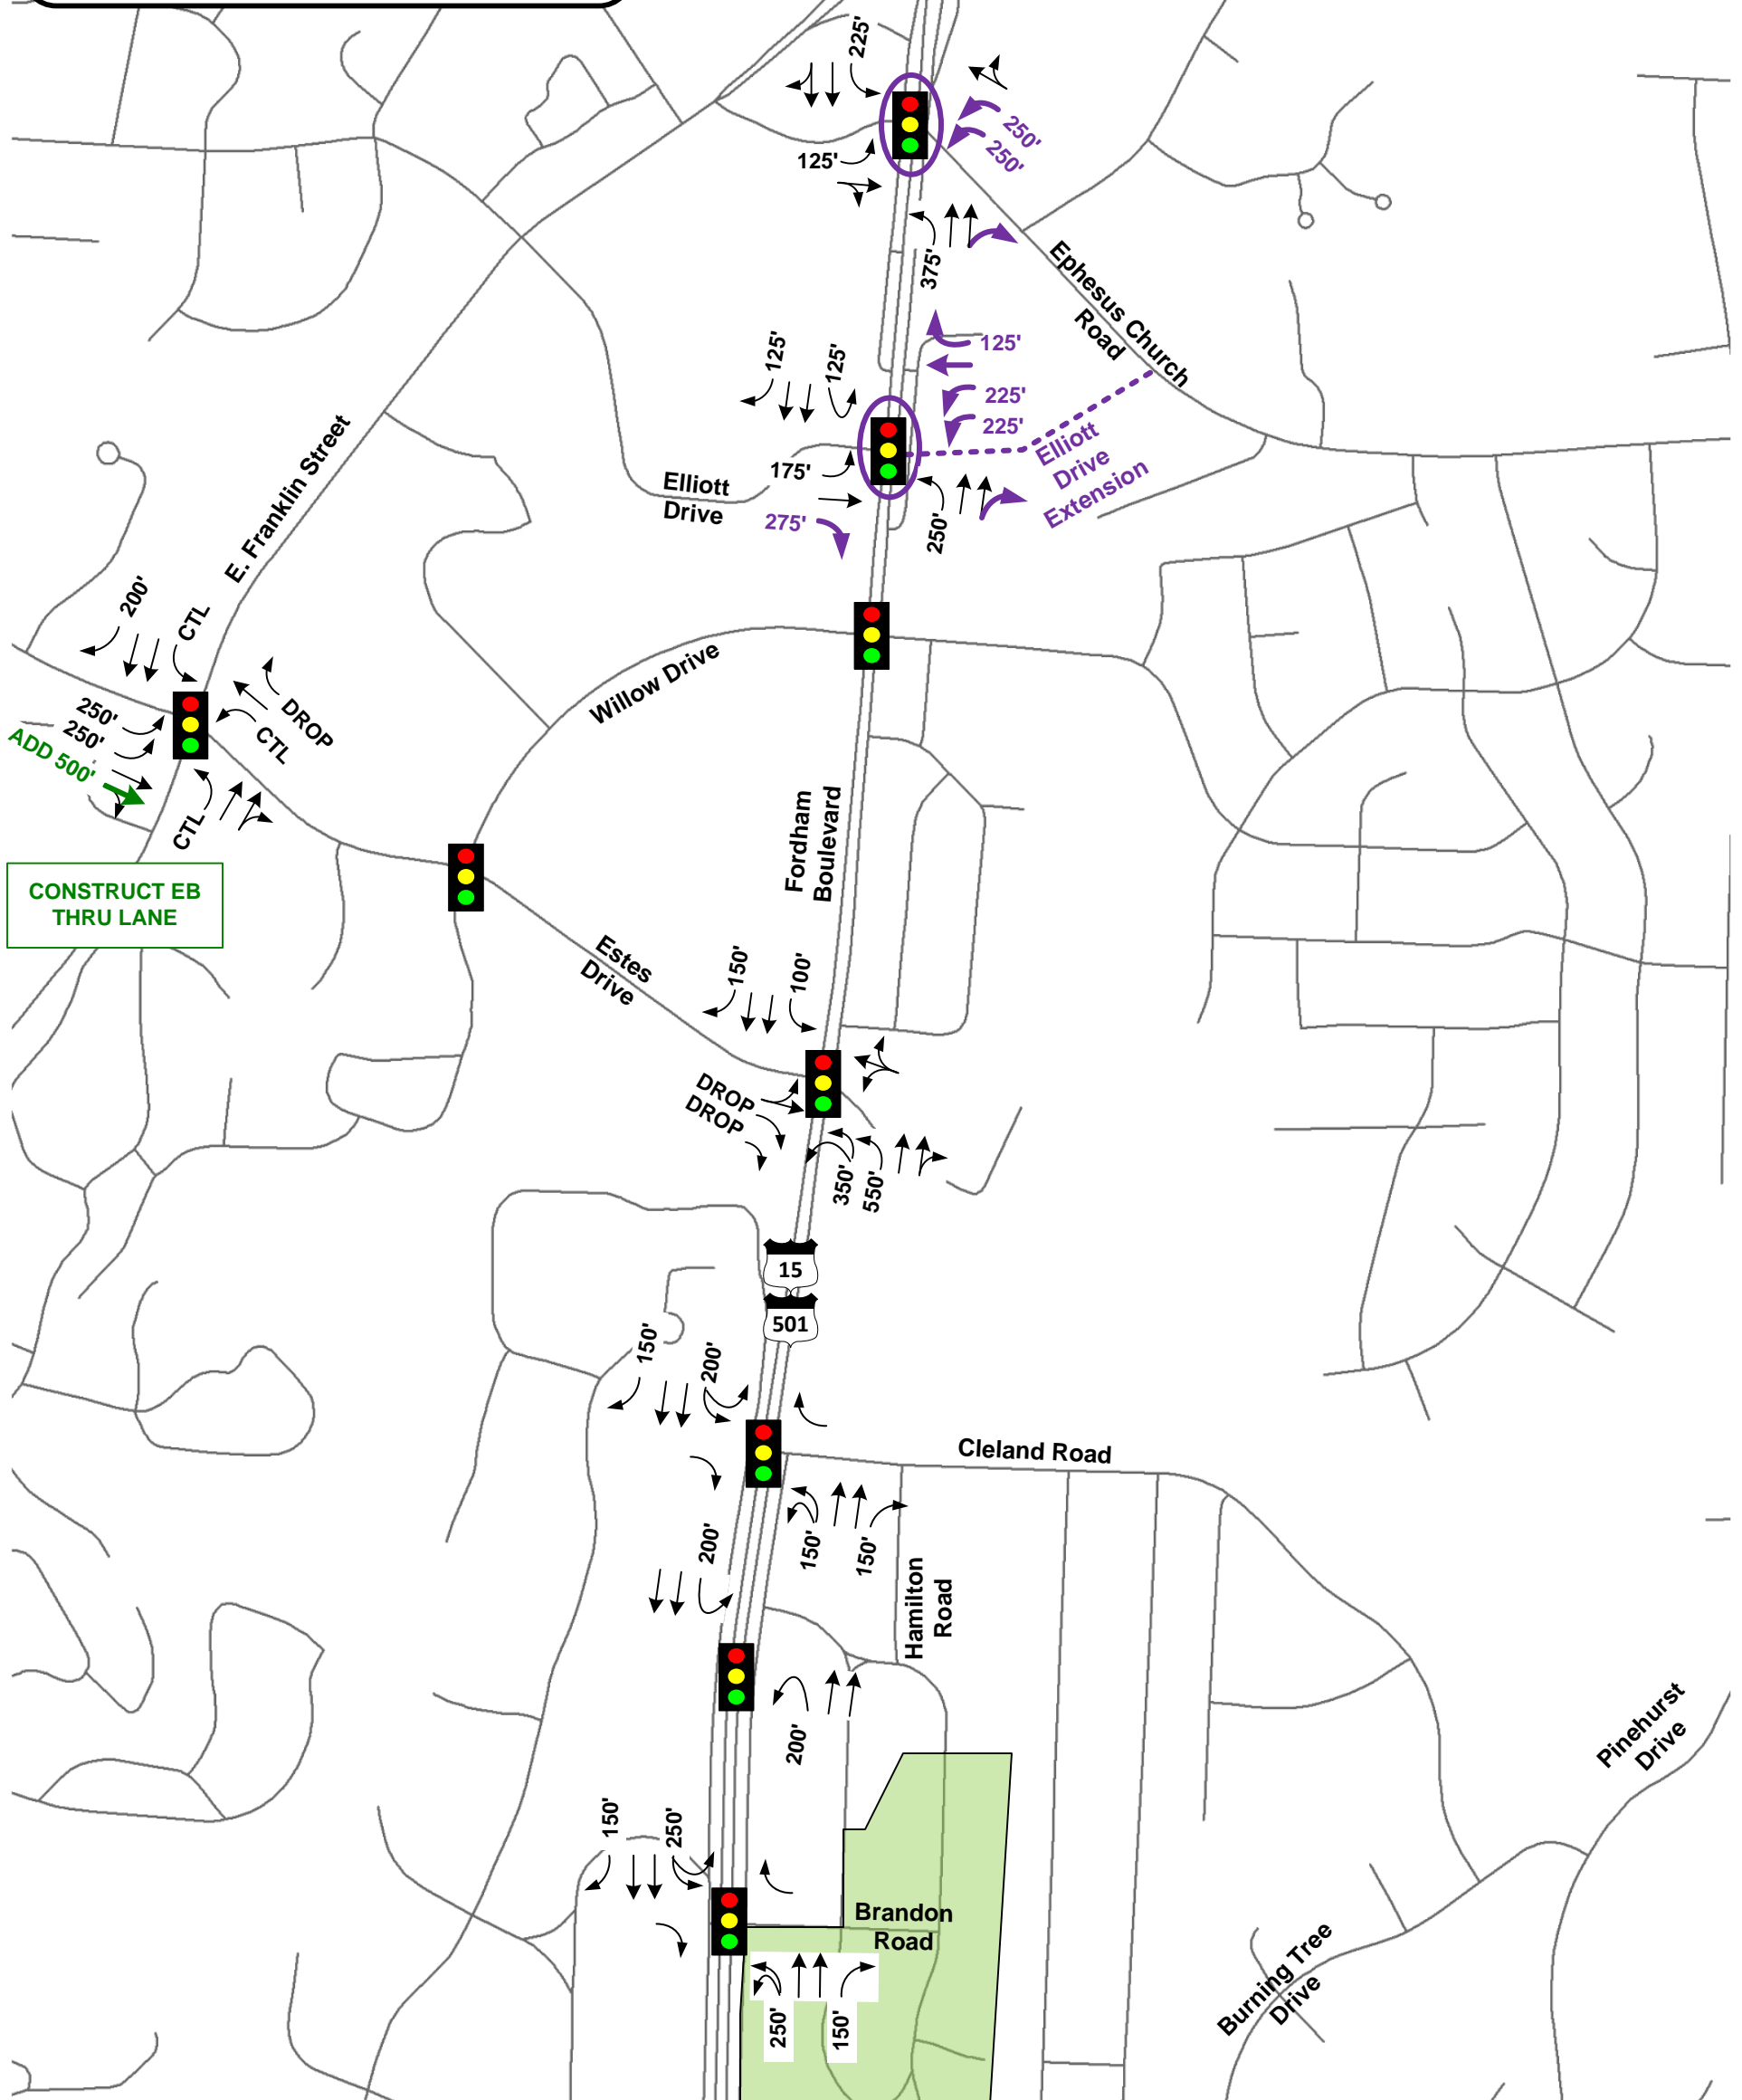 225'
250'
250'
125'
375'
Ephesus Church
Road
125'
125'
125'
225'
225'
175'
275'
250'
Elliott
Drive
Elliott
Drive
Extension
E. Franklin Street
200'
CTL
DROP
CTL
250'
250'
ADD 500'
CTL
CONSTRUCT EB
THRU LANE
Willow Drive
Fordham
Boulevard
Estes
Drive
150'
100'
DROP
DROP
350'
550'
15
501
150'
200'
Cleland Road
150'
150'
200'
Hamilton
Road
200'
Pinehurst
Drive
150'
250'
Brandon
Road
250'
150'
Burning Tree
Drive